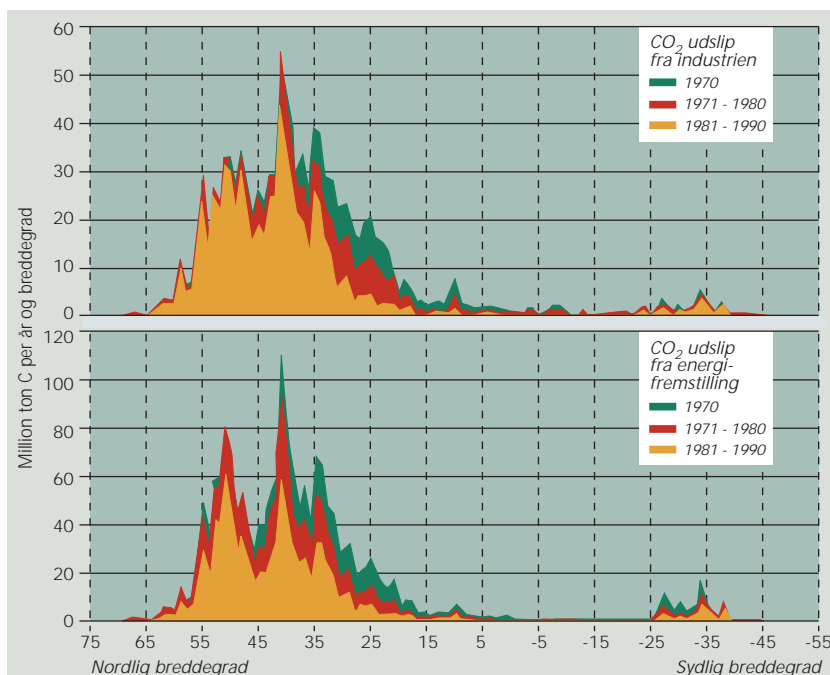 Million ton C per år og breddegrad
60
50
40
30
20
10
0
CO2 udslip
fra industrien
1970
1971 - 1980
1981 - 1990
120
100
80
60
40
20
0
CO2 udslip
fra energi-
fremstilling
1970
1971 - 1980
1981 - 1990
75 65 55 45 35 25 15 5 -5 -15 -25 -35 -45 -55
Nordlig breddegrad Sydlig breddegrad